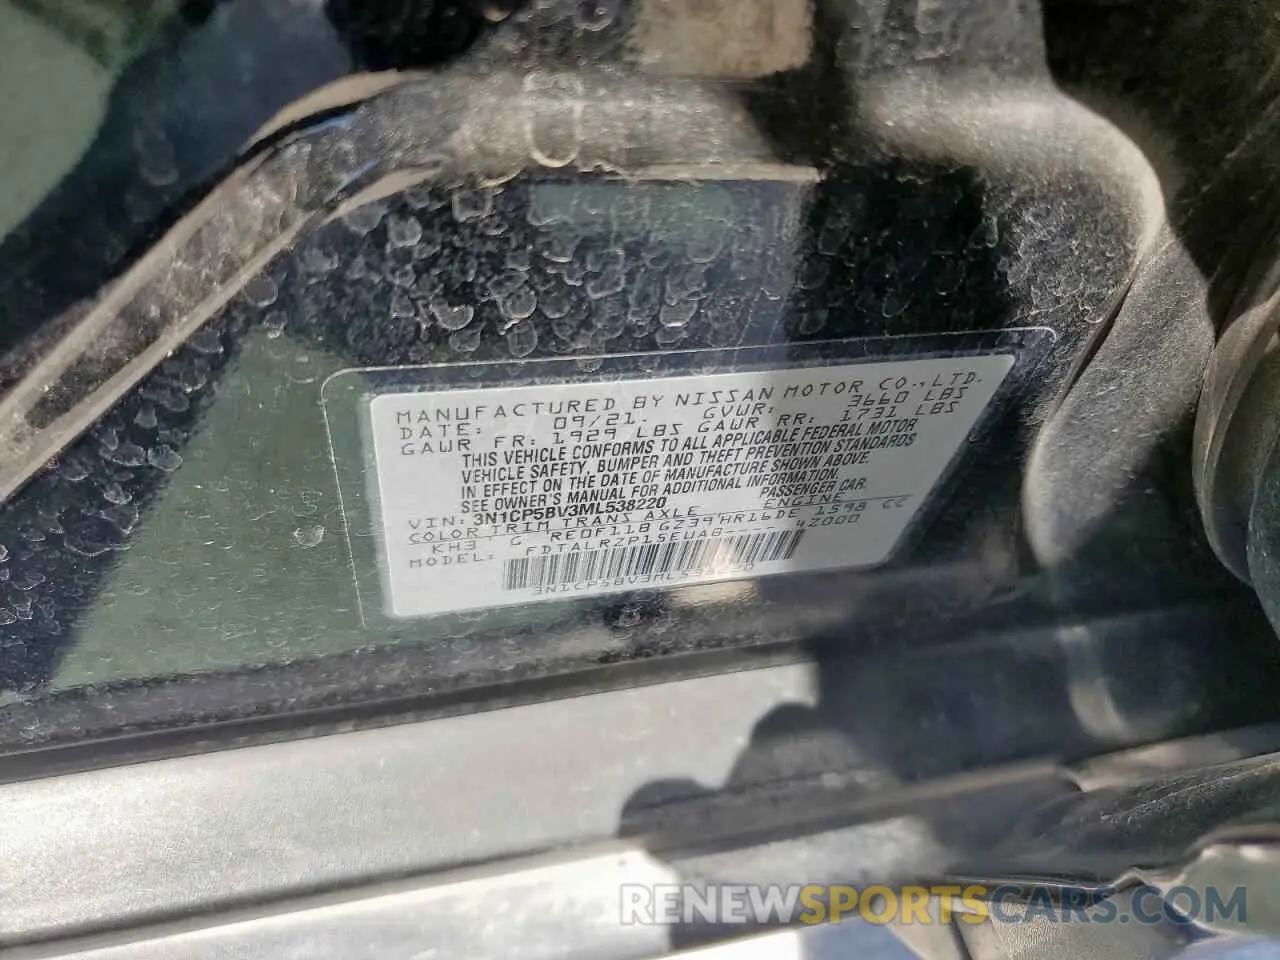 MANUFACTURED BY NISSAN MOTOR CO.,LTD.
DATE: 09/21. GVWR: 3660 LBS
GAWR FR: 1929 LBS GAWR RR: 1731 LBS
THIS VEHICLE CONFORMS TO ALL APPLICABLE FEDERAL MOTOR
VEHICLE SAFETY, BUMPER AND THEFT PREVENTION STANDARDS
IN EFFECT ON THE DATE OF MANUFACTURE SHOWN ABOVE.
SEE OWNER'S MANUAL FOR ADDITIONAL INFORMATION.
VIN: 3N1CP5BV3ML538220 PASSENGER CAR.
COLOR TRIM TRANS AXLE ENGINE
KH3 G RE0F11B GZ39 HR16DE 1598 CC
MODEL: FDTALRZP15EUAB-- 42000
3N1CP5BV3ML538220
RENEWSPORTSCARS.COM